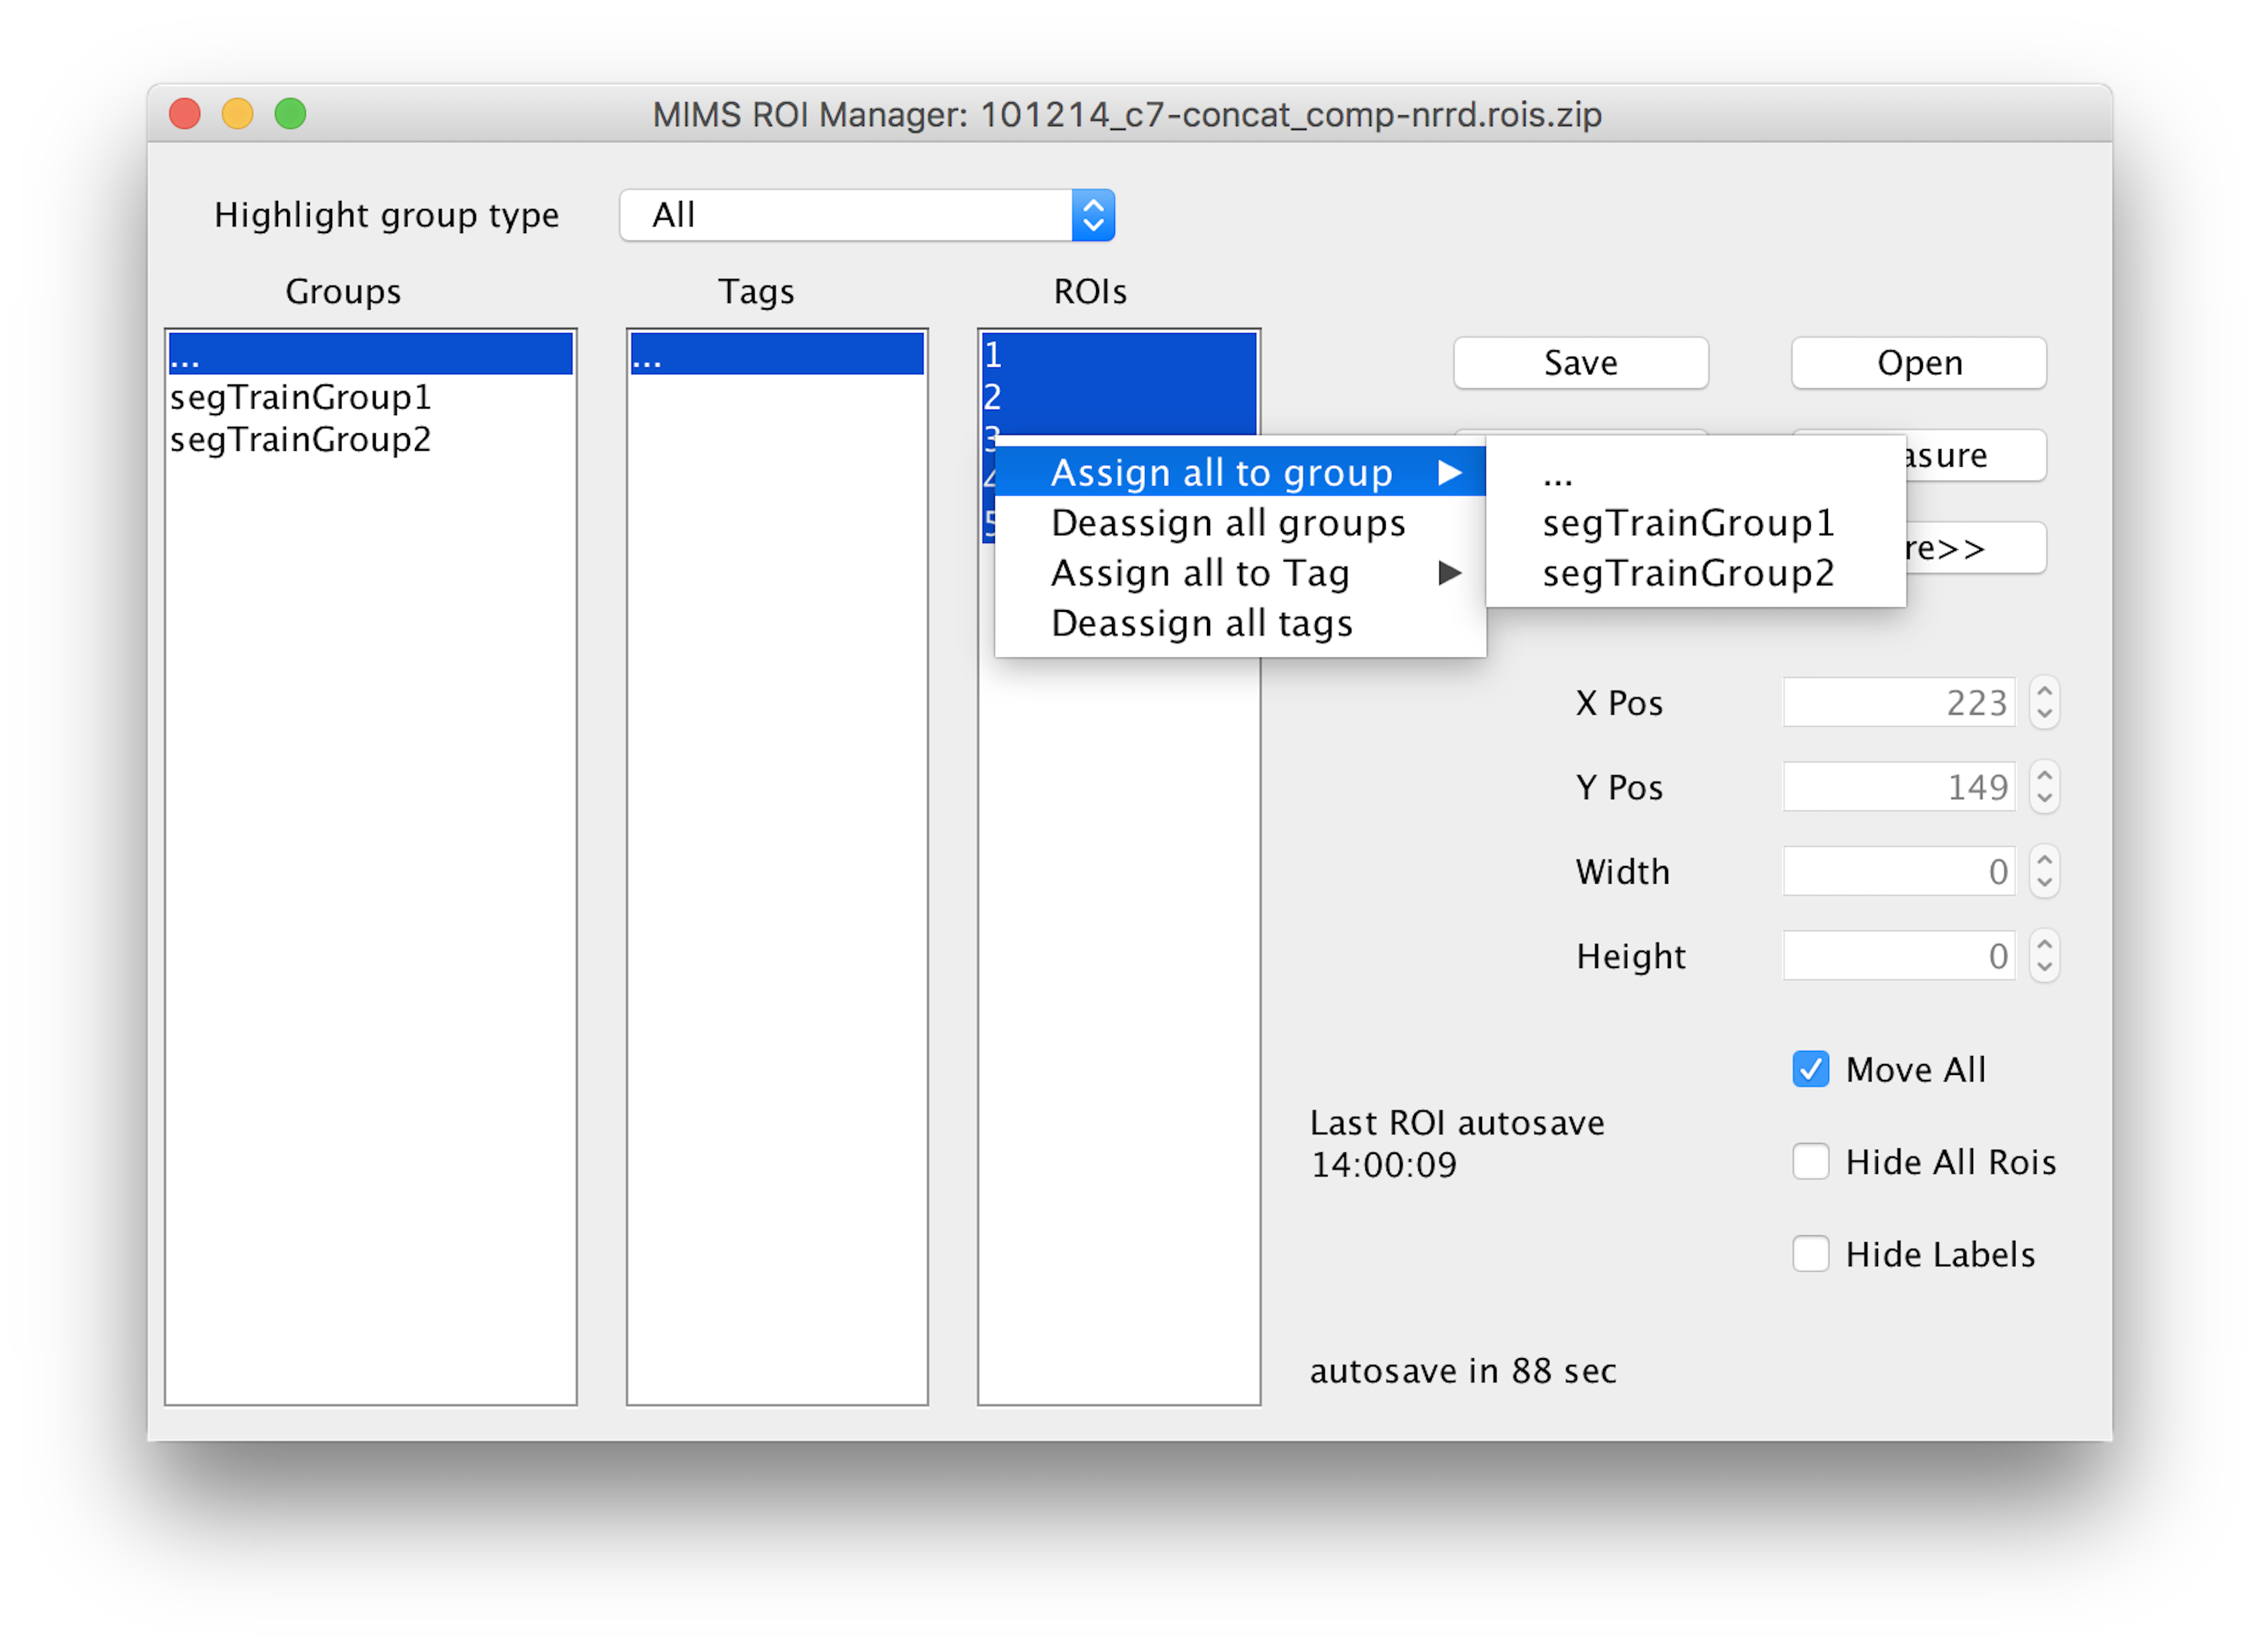 MIMS ROI Manager: 101214_c7-concat_comp-nrrd.rois.zip
Highlight group type
All
Groups
Tags
ROIs
...
segTrainGroup1
segTrainGroup2
...
1
2
3
4
5
Assign all to group
Deassign all groups
Assign all to Tag
Deassign all tags
...
segTrainGroup1
segTrainGroup2
Save
Open
asure
re>>
X Pos
223
Y Pos
149
Width
0
Height
0
Move All
Last ROI autosave
14:00:09
Hide All Rois
Hide Labels
autosave in 88 sec